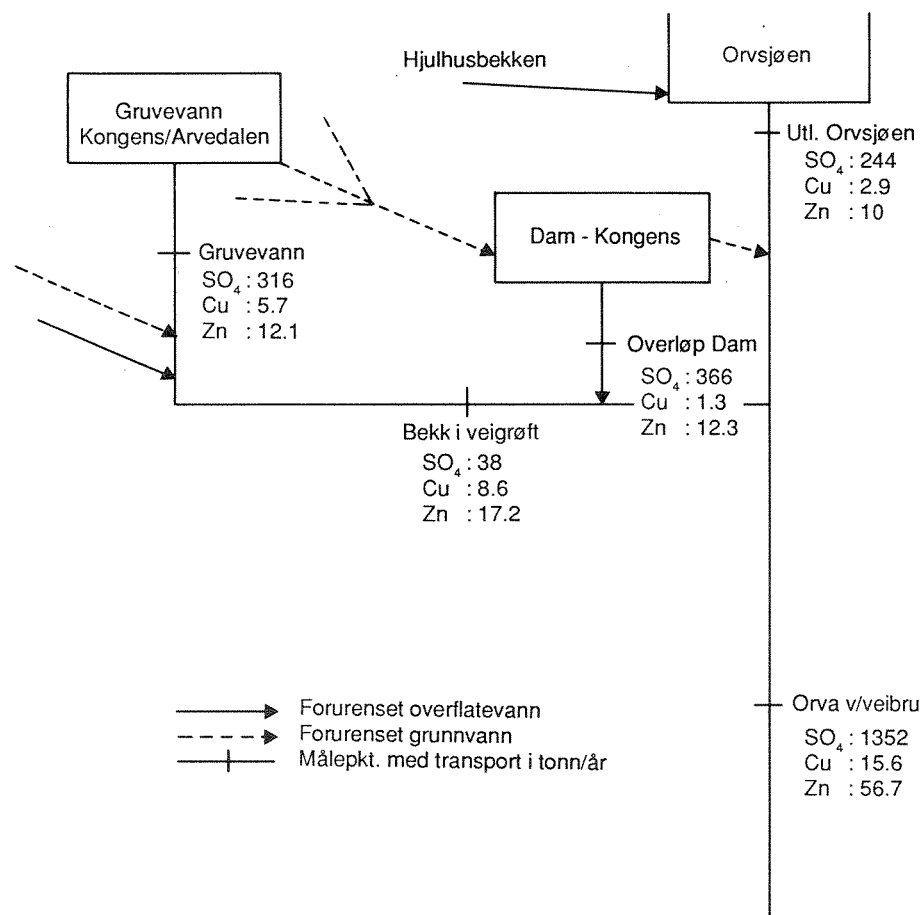 Hjulhusbekken
Orvsjøen
Gruvevann
Kongens/Arvedalen
Utl. Orvsjøen
SO₄ : 244
Cu : 2.9
Zn : 10
Dam - Kongens
Gruvevann
SO₄ : 316
Cu : 5.7
Zn : 12.1
Overløp Dam
SO₄ : 366
Cu : 1.3
Zn : 12.3
Bekk i veigrøft
SO₄ : 38
Cu : 8.6
Zn : 17.2
Orva v/veibru
SO₄ : 1352
Cu : 15.6
Zn : 56.7
Forurenset overflatevann
Forurenset grunnvann
Målepkt. med transport i tonn/år